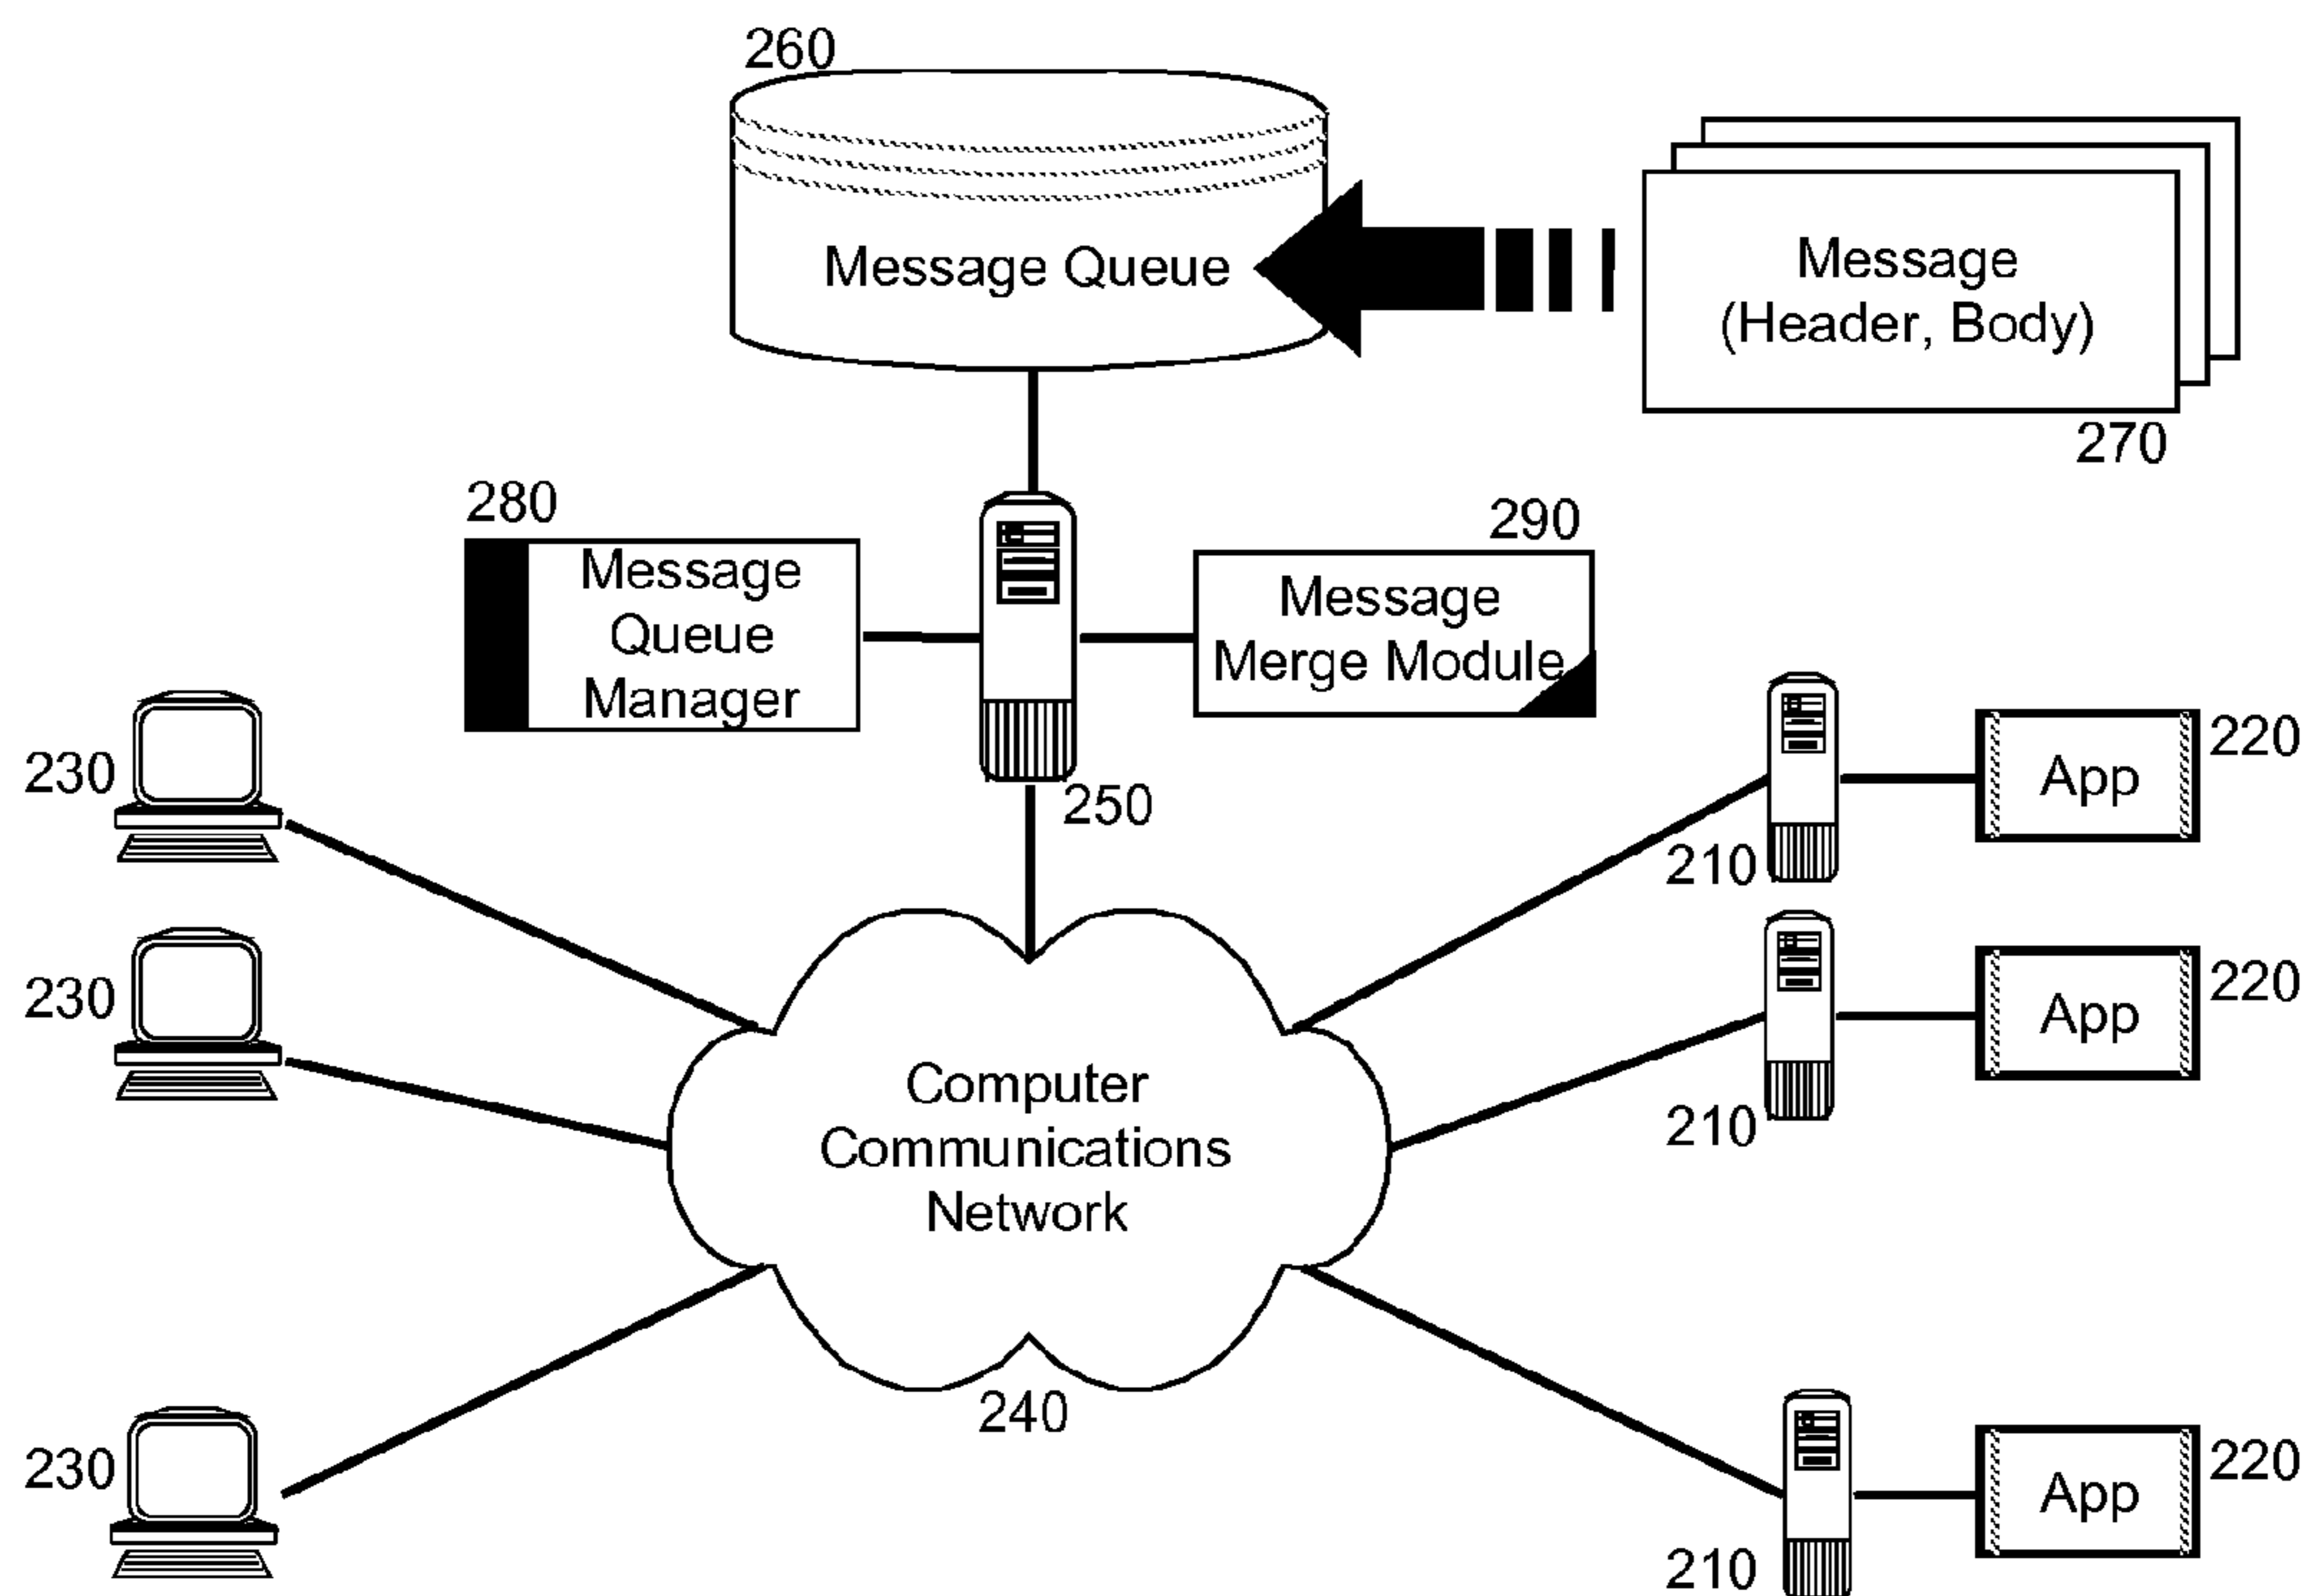 260
Message Queue
Message
(Header, Body)
270
280
Message
Queue
Manager
290
Message
Merge Module
250
230
210
App
220
230
210
App
220
Computer
Communications
Network
240
230
210
App
220